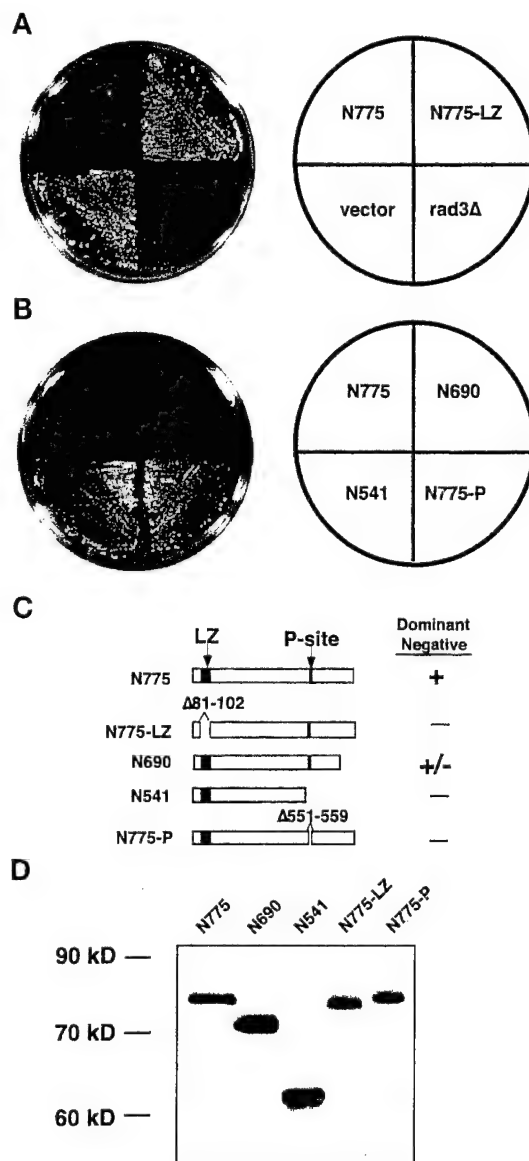 A
N775 N775-LZ
vector rad3Δ
B
N775 N690
N541 N775-P
C
LZ P-site Dominant
Negative
N775 +
Δ81-102
N775-LZ —
N690 +/-
N541 —
Δ551-559
N775-P —
D
N775 N690 N541 N775-LZ N775-P
90 kD —
70 kD —
60 kD —